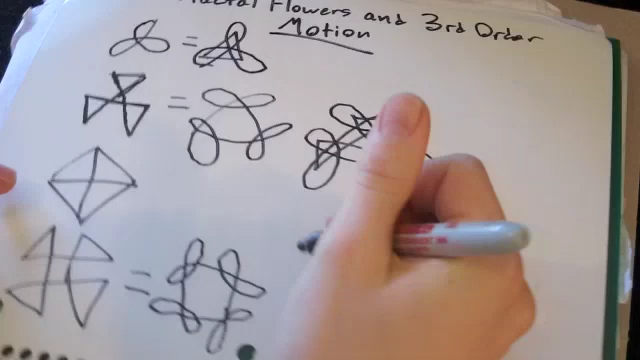 Flowers and 3rd Order
Motion
=
=
=